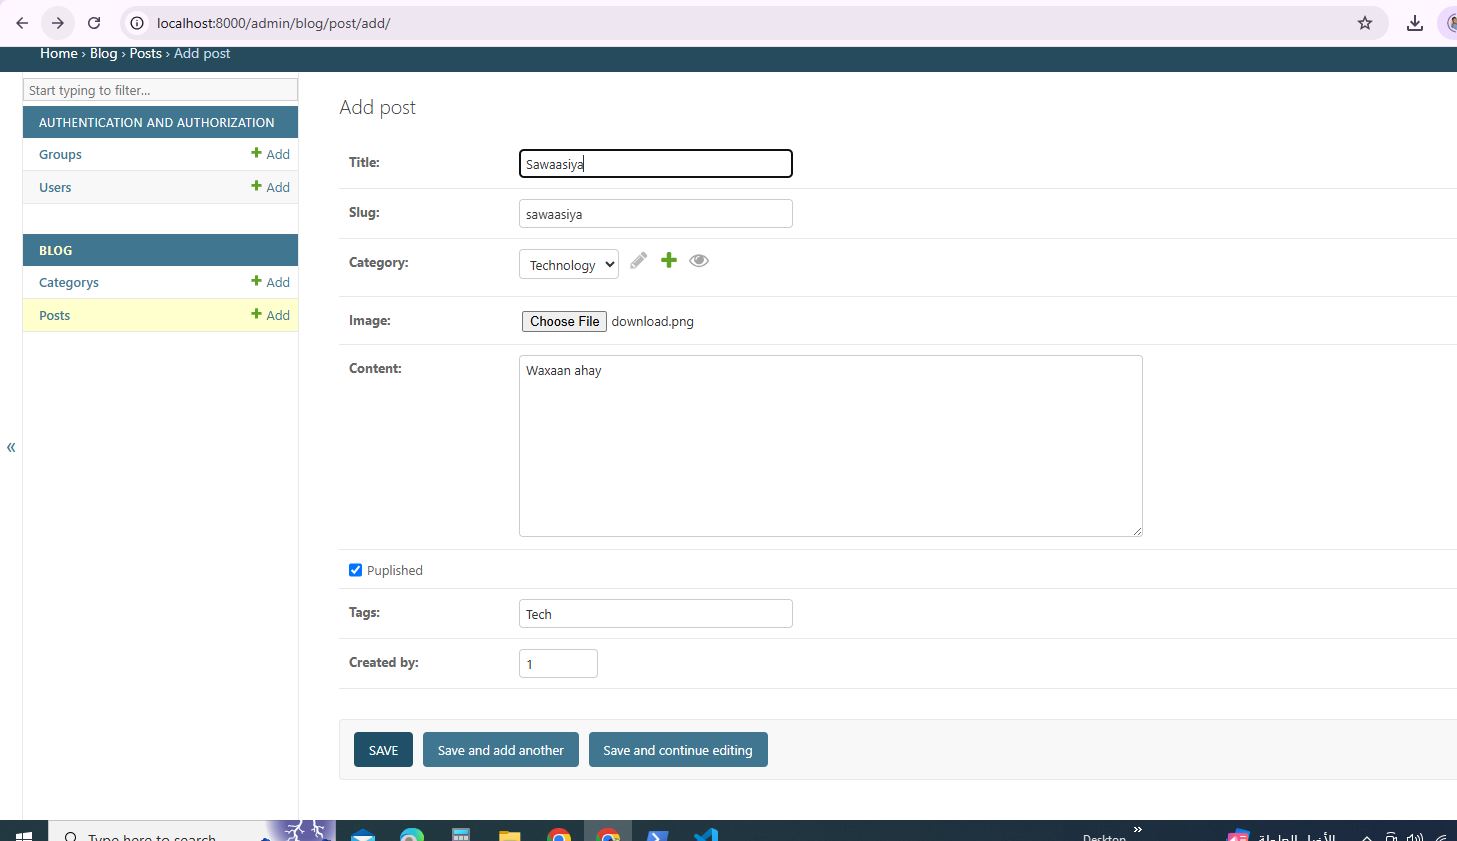 localhost:8000/admin/blog/post/add/
Home › Blog › Posts › Add post
Start typing to filter...
AUTHENTICATION AND AUTHORIZATION
Groups + Add
Users + Add
BLOG
Categorys + Add
Posts + Add
«
Add post
Title: Sawaasiya
Slug: sawaasiya
Category: Technology
Image: Choose File download.png
Content: Waxaan ahay
Puplished
Tags: Tech
Created by: 1
SAVE Save and add another Save and continue editing
Type here to search Desktop »